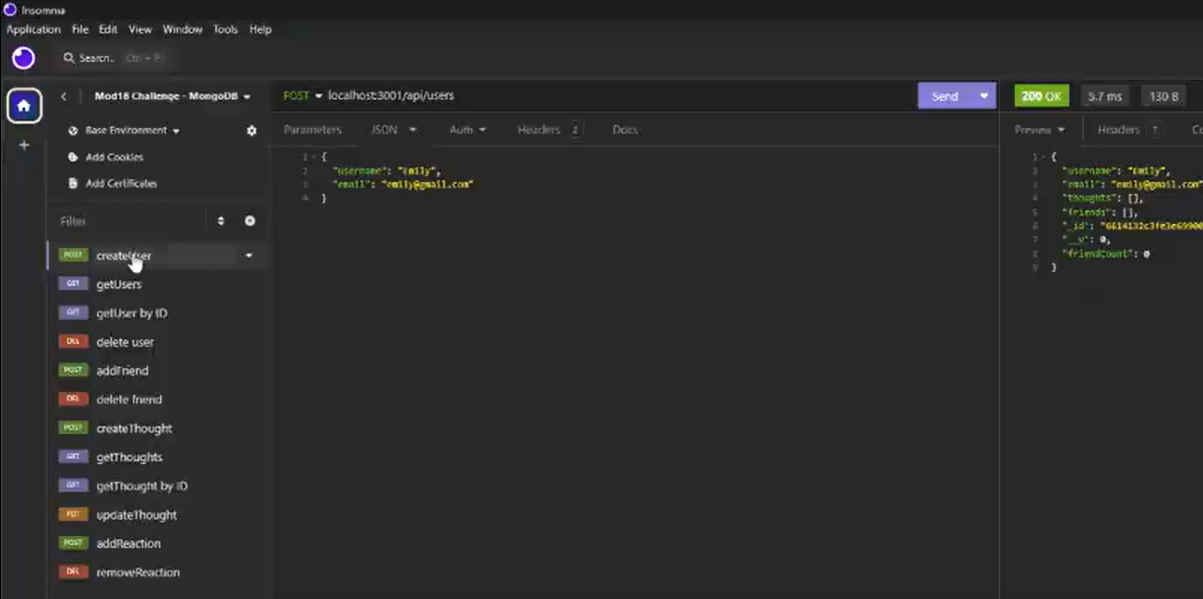 Insomnia
Application File Edit View Window Tools Help
Search.. Ctrl + P
Mod18 Challenge - MongoDB
POST localhost:3001/api/users
Send
200 OK 5.7 ms 130 B
Base Environment
Parameters JSON Auth Headers 2 Docs
Preview Headers 7
Add Cookies
Add Certificates
Filter
1 {
2 "username": "Emily",
3 "email": "emily@gmail.com"
4 }
1 {
2 "username": "Emily",
3 "email": "emily@gmail.com"
4 "thoughts": [],
5 "friends": [],
6 "_id":
7 "__v": 0,
8 "friendCount": 0
9 }
POST createUser
GET getUsers
GET getUser by ID
DEL delete user
POST addFriend
DEL delete friend
POST createThought
GET getThoughts
GET getThought by ID
PUT updateThought
POST addReaction
DEL removeReaction